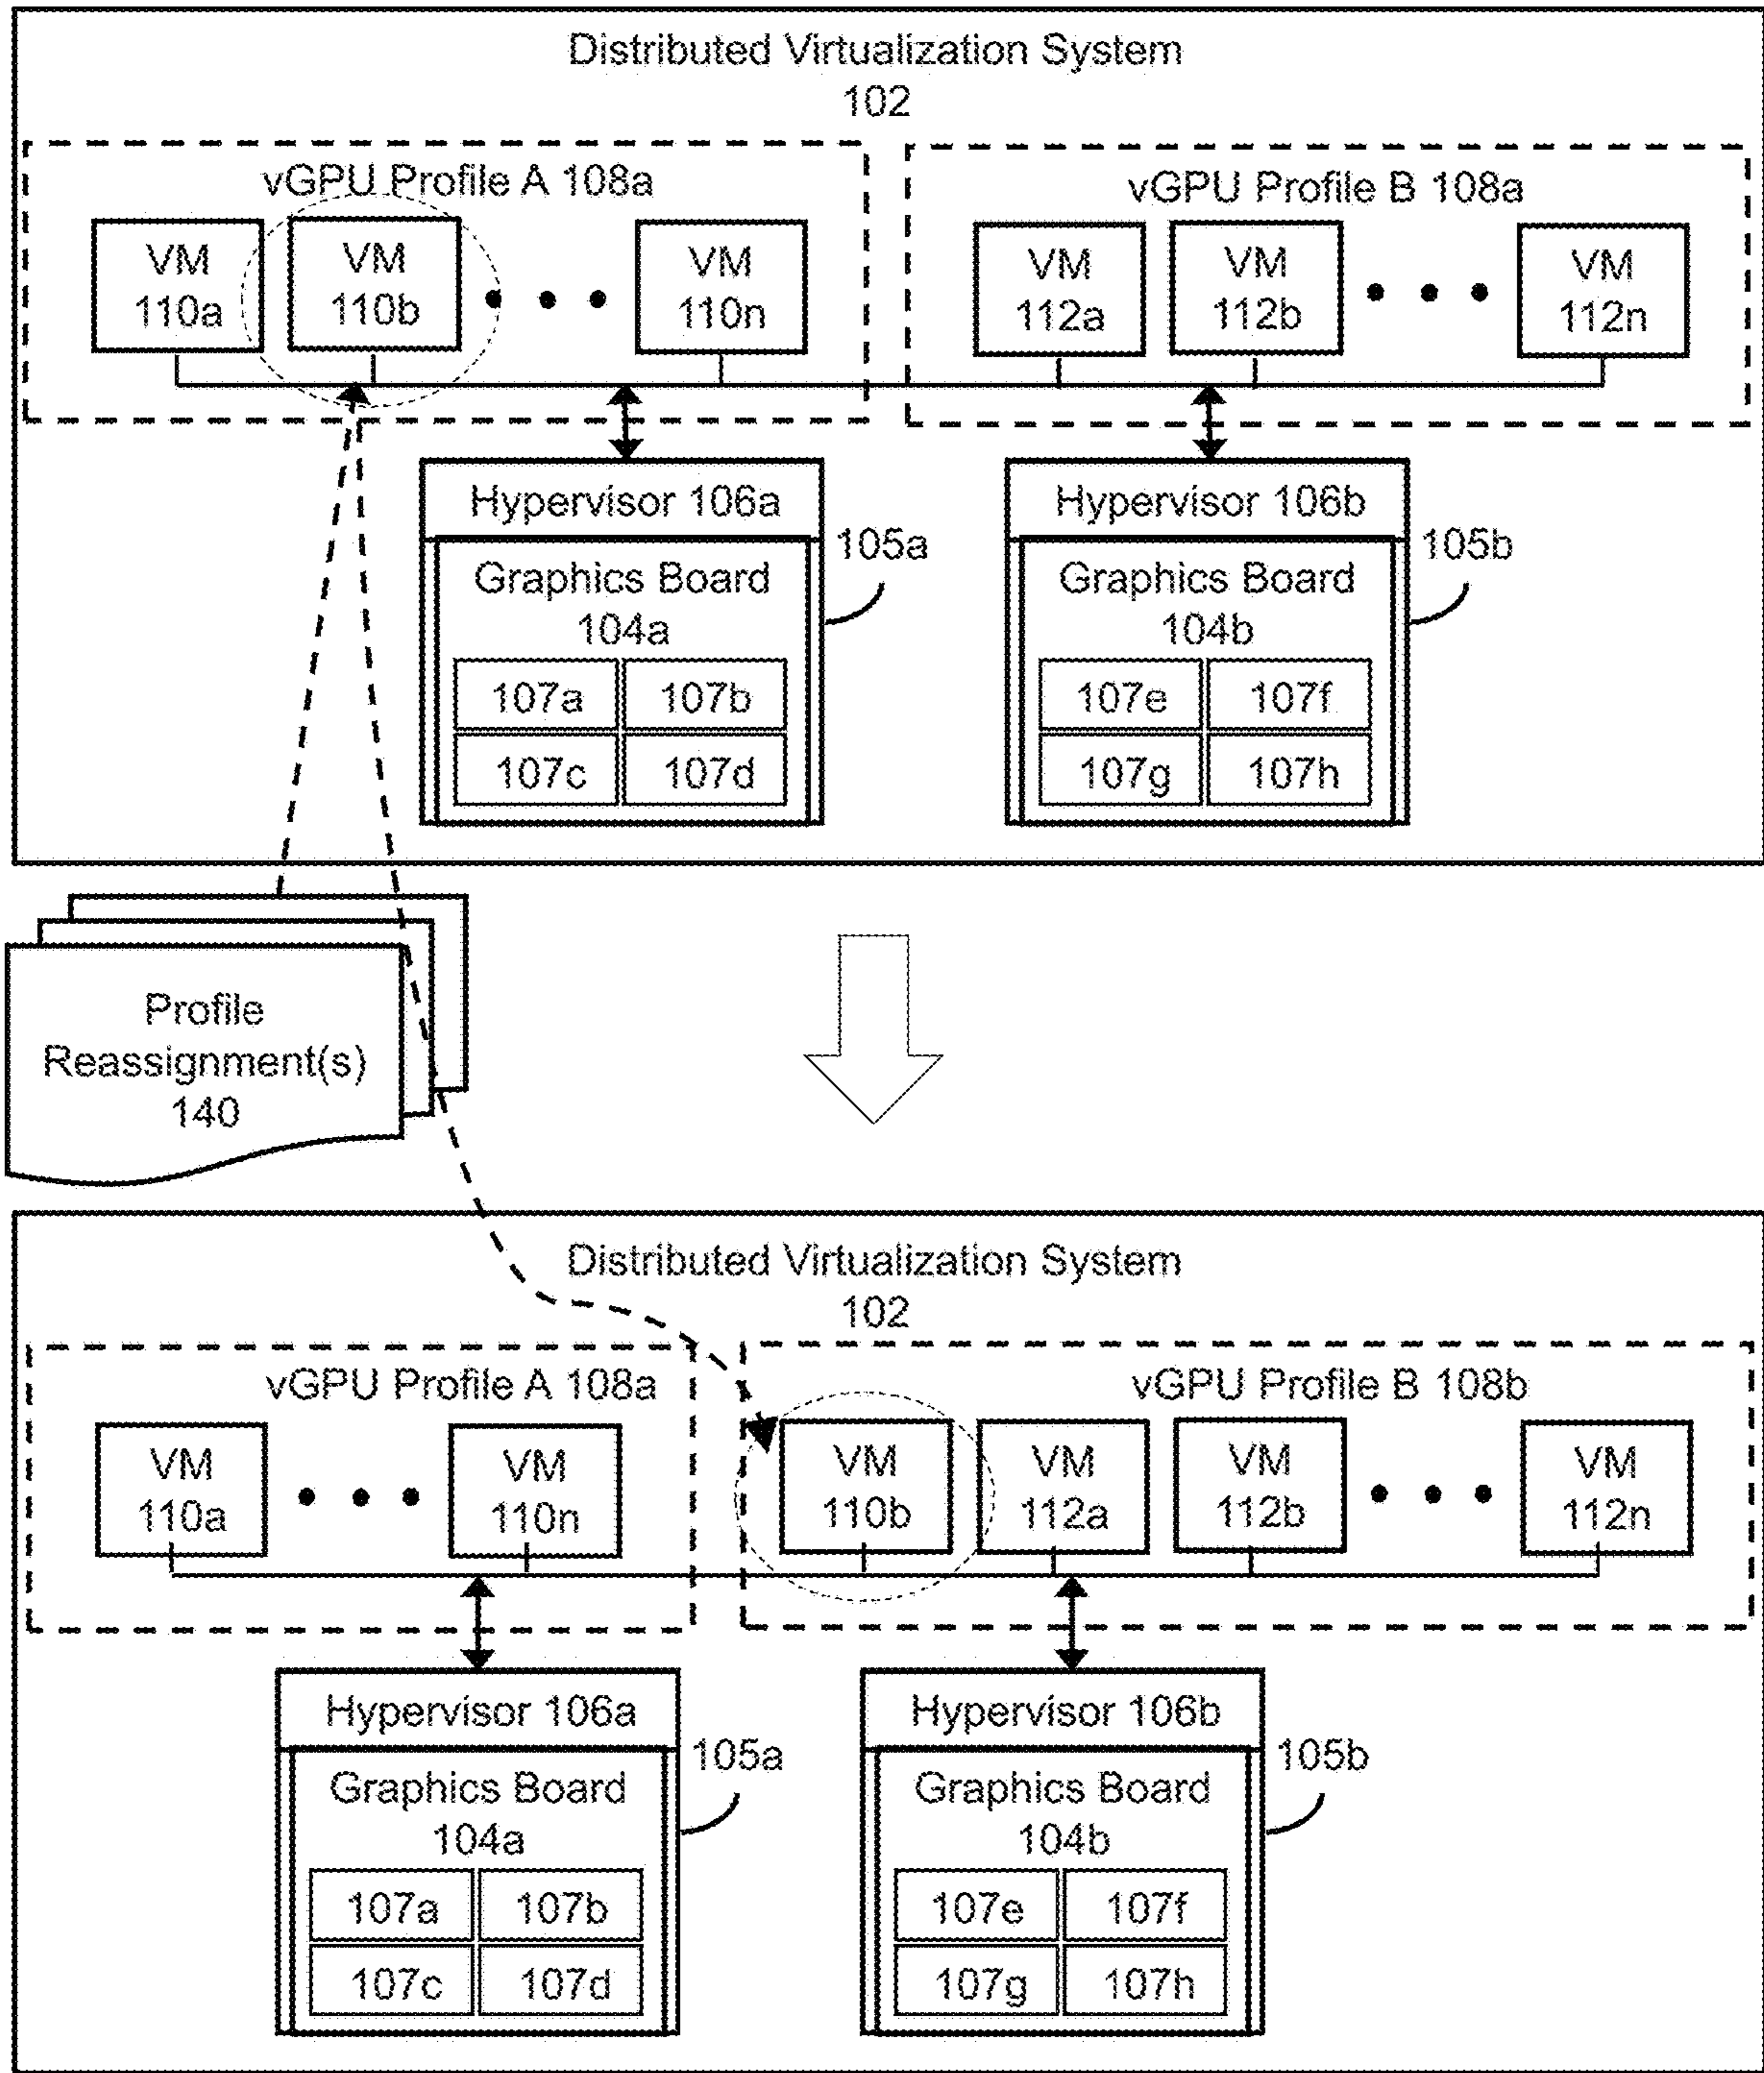 Distributed Virtualization System
102
vGPU Profile A 108a
vGPU Profile B 108a
VM
110a
VM
110b
VM
110n
VM
112a
VM
112b
VM
112n
Hypervisor 106a
105a
Graphics Board
104a
107a
107b
107c
107d
Hypervisor 106b
105b
Graphics Board
104b
107e
107f
107g
107h
Profile
Reassignment(s)
140
Distributed Virtualization System
102
vGPU Profile A 108a
vGPU Profile B 108b
VM
110a
VM
110n
VM
110b
VM
112a
VM
112b
VM
112n
Hypervisor 106a
105a
Graphics Board
104a
107a
107b
107c
107d
Hypervisor 106b
105b
Graphics Board
104b
107e
107f
107g
107h